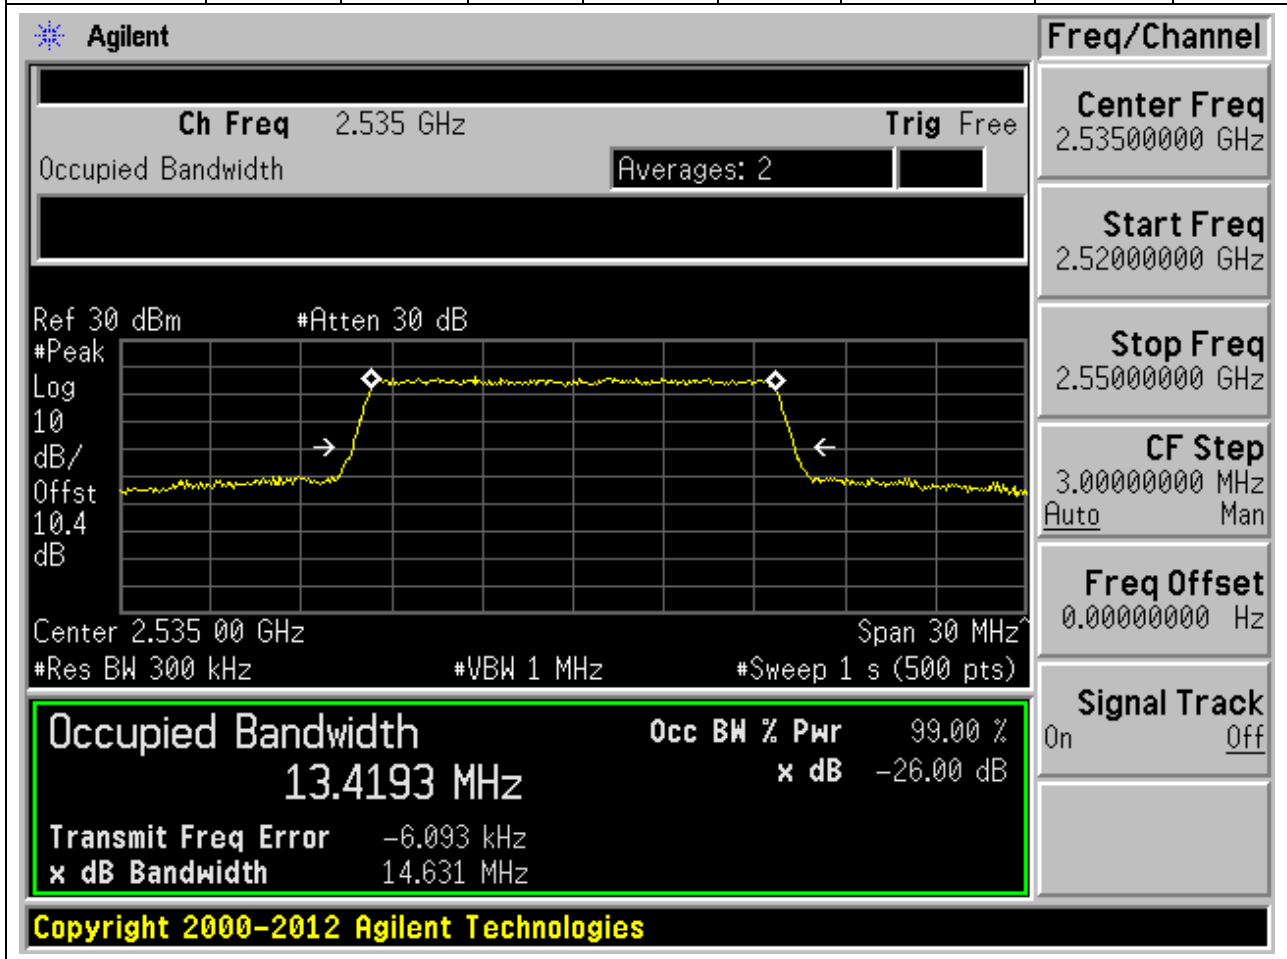 Agilent
Freq/Channel
Ch Freq 2.535 GHz Trig Free
Occupied Bandwidth Averages: 2
Ref 30 dBm #Atten 30 dB
#Peak
Log
10
dB/
Offst
10.4
dB
Center 2.535 00 GHz Span 30 MHz^
#Res BW 300 kHz #VBW 1 MHz #Sweep 1 s (500 pts)
Occupied Bandwidth
13.4193 MHz
Occ BW % Pwr 99.00 %
x dB -26.00 dB
Transmit Freq Error -6.093 kHz
x dB Bandwidth 14.631 MHz
Copyright 2000-2012 Agilent Technologies
Center Freq
2.53500000 GHz
Start Freq
2.52000000 GHz
Stop Freq
2.55000000 GHz
CF Step
3.00000000 MHz
Auto Man
Freq Offset
0.00000000 Hz
Signal Track
On Off